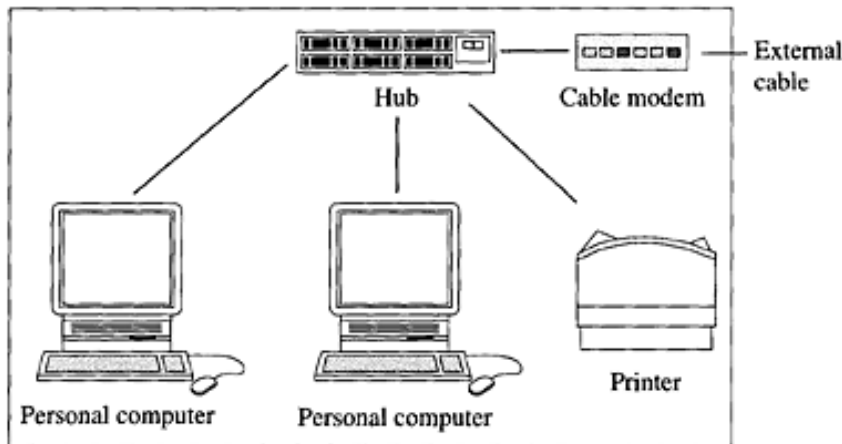 External
cable
Hub
Cable modem
Printer
Personal computer
Personal computer